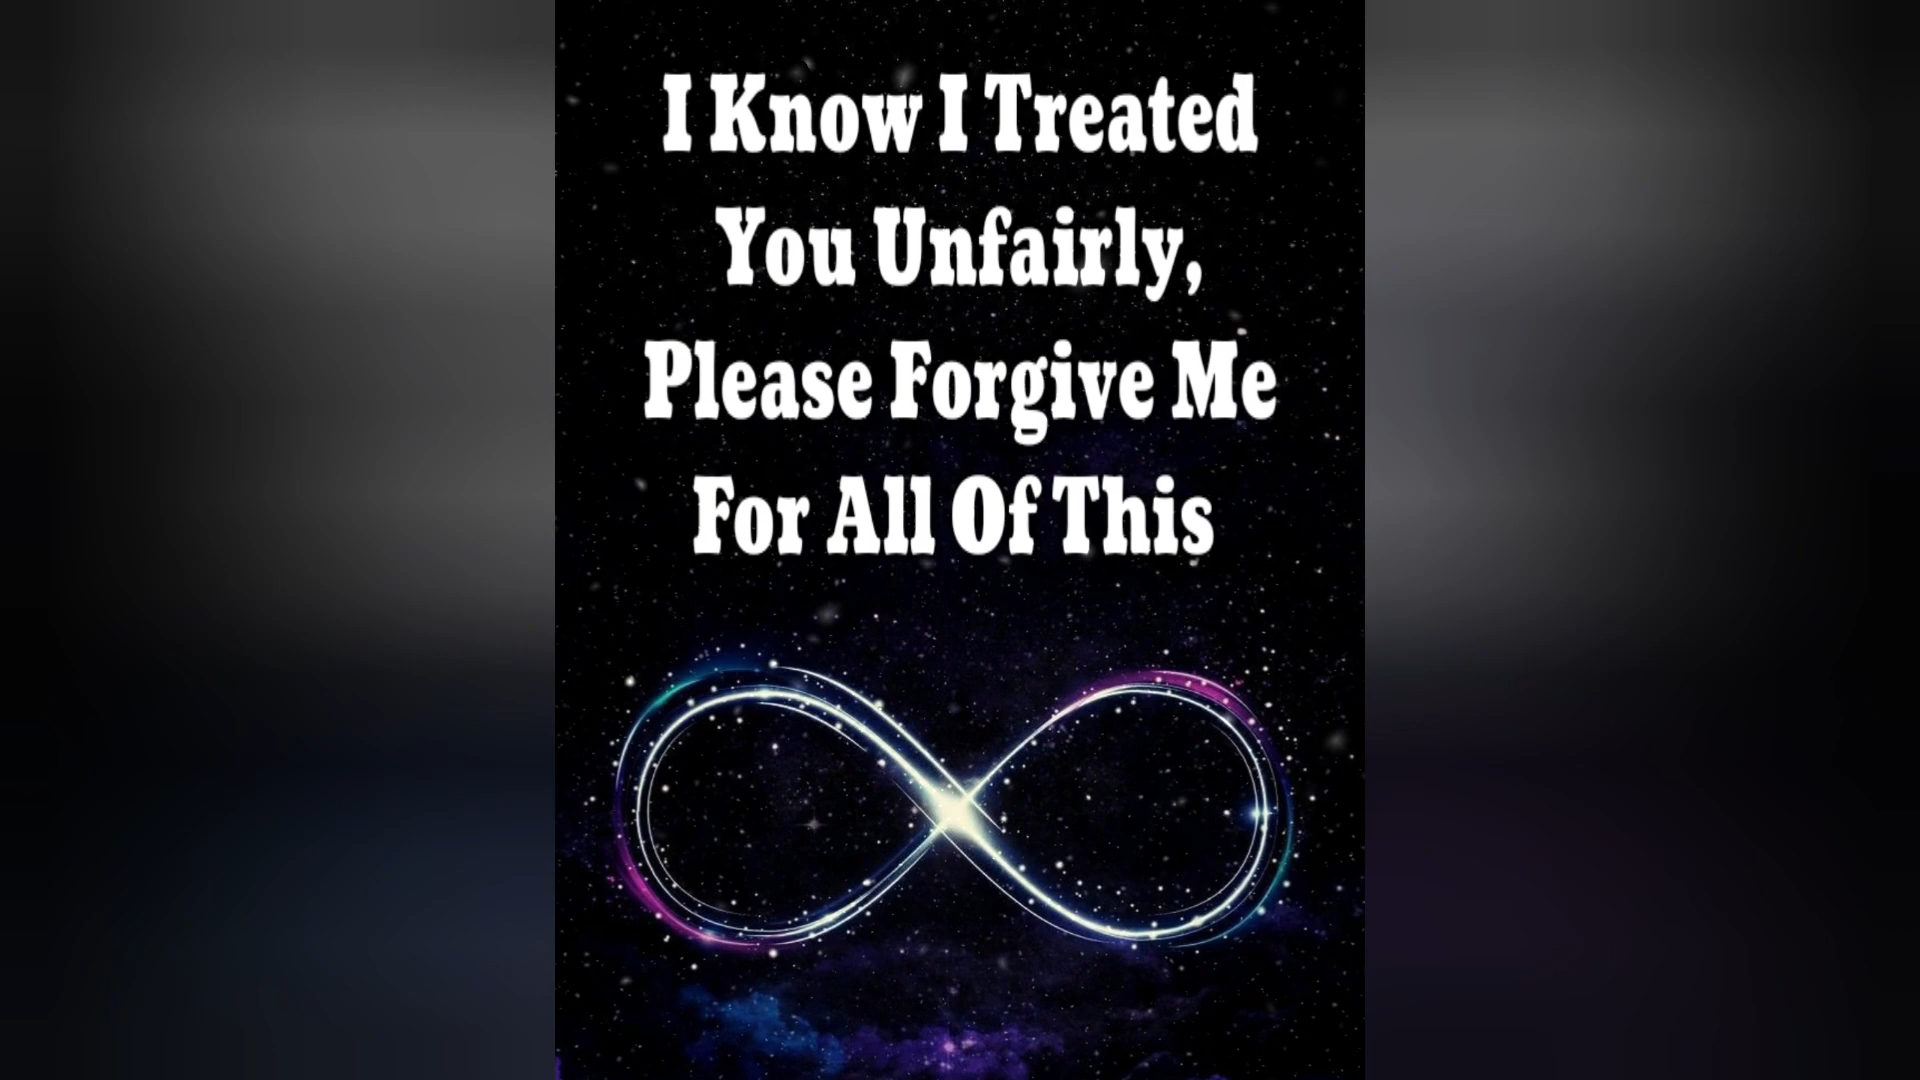 I Know I Treated
You Unfairly,
Please Forgive Me
For All Of This